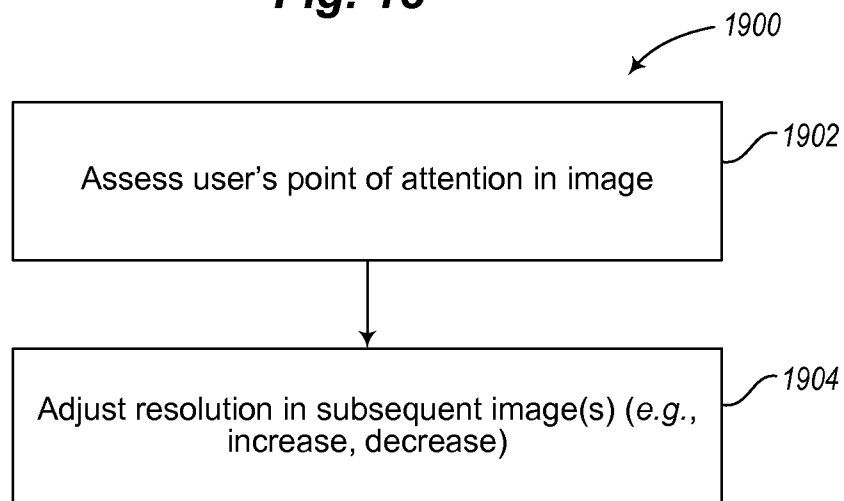 1900
1902
Assess user's point of attention in image
1904
Adjust resolution in subsequent image(s) (e.g.,
increase, decrease)